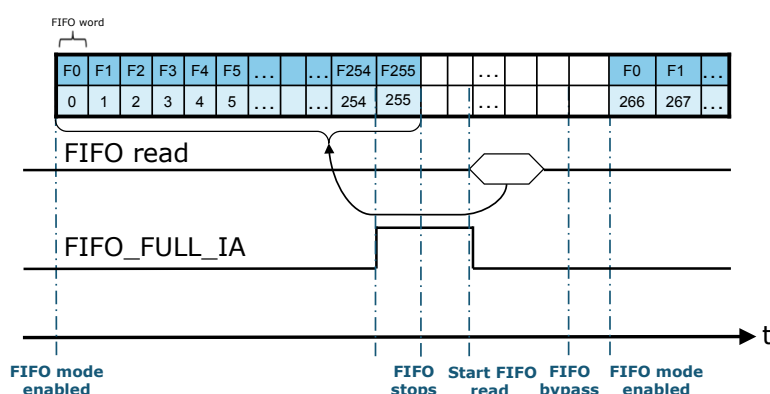 FIFO word
F0 F1 F2 F3 F4 F5 ... ... F254 F255 ... F0 F1 ...
0 1 2 3 4 5 ... ... 254 255 ... 266 267 ...
FIFO read
FIFO_FULL_IA
t
FIFO mode FIFO Start FIFO FIFO FIFO mode
enabled stops read bypass enabled